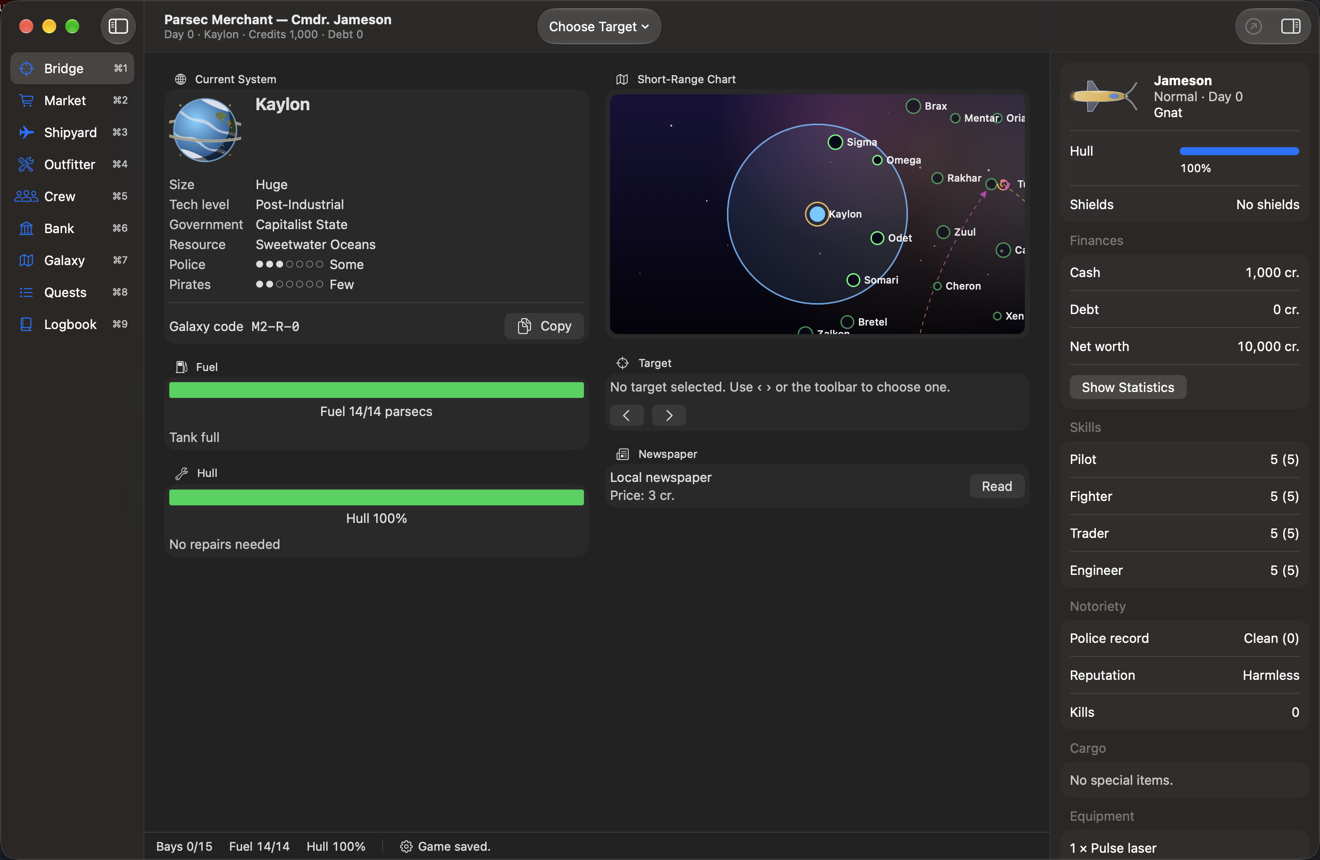 Parsec Merchant — Cmdr. Jameson
Day 0 · Kaylon · Credits 1,000 · Debt 0
Choose Target
Bridge ⌘1
Market ⌘2
Shipyard ⌘3
Outfitter ⌘4
Crew ⌘5
Bank ⌘6
Galaxy ⌘7
Quests ⌘8
Logbook ⌘9
Current System
Kaylon
Size Huge
Tech level Post-Industrial
Government Capitalist State
Resource Sweetwater Oceans
Police ●●●○○○○ Some
Pirates ●●○○○○○ Few
Galaxy code M2–R–0
Copy
Fuel
Fuel 14/14 parsecs
Tank full
Hull
Hull 100%
No repairs needed
Short-Range Chart
Brax
Mentar
Oria
Sigma
Omega
Rakhar
Kaylon
Zuul
Odet
Ca
Somari
Cheron
Bretel
Xen
Zalkon
Target
No target selected. Use ‹ › or the toolbar to choose one.
Newspaper
Local newspaper
Price: 3 cr.
Read
Jameson
Normal · Day 0
Gnat
Hull
100%
Shields No shields
Finances
Cash 1,000 cr.
Debt 0 cr.
Net worth 10,000 cr.
Show Statistics
Skills
Pilot 5 (5)
Fighter 5 (5)
Trader 5 (5)
Engineer 5 (5)
Notoriety
Police record Clean (0)
Reputation Harmless
Kills 0
Cargo
No special items.
Equipment
1 × Pulse laser
Bays 0/15 Fuel 14/14 Hull 100% Game saved.